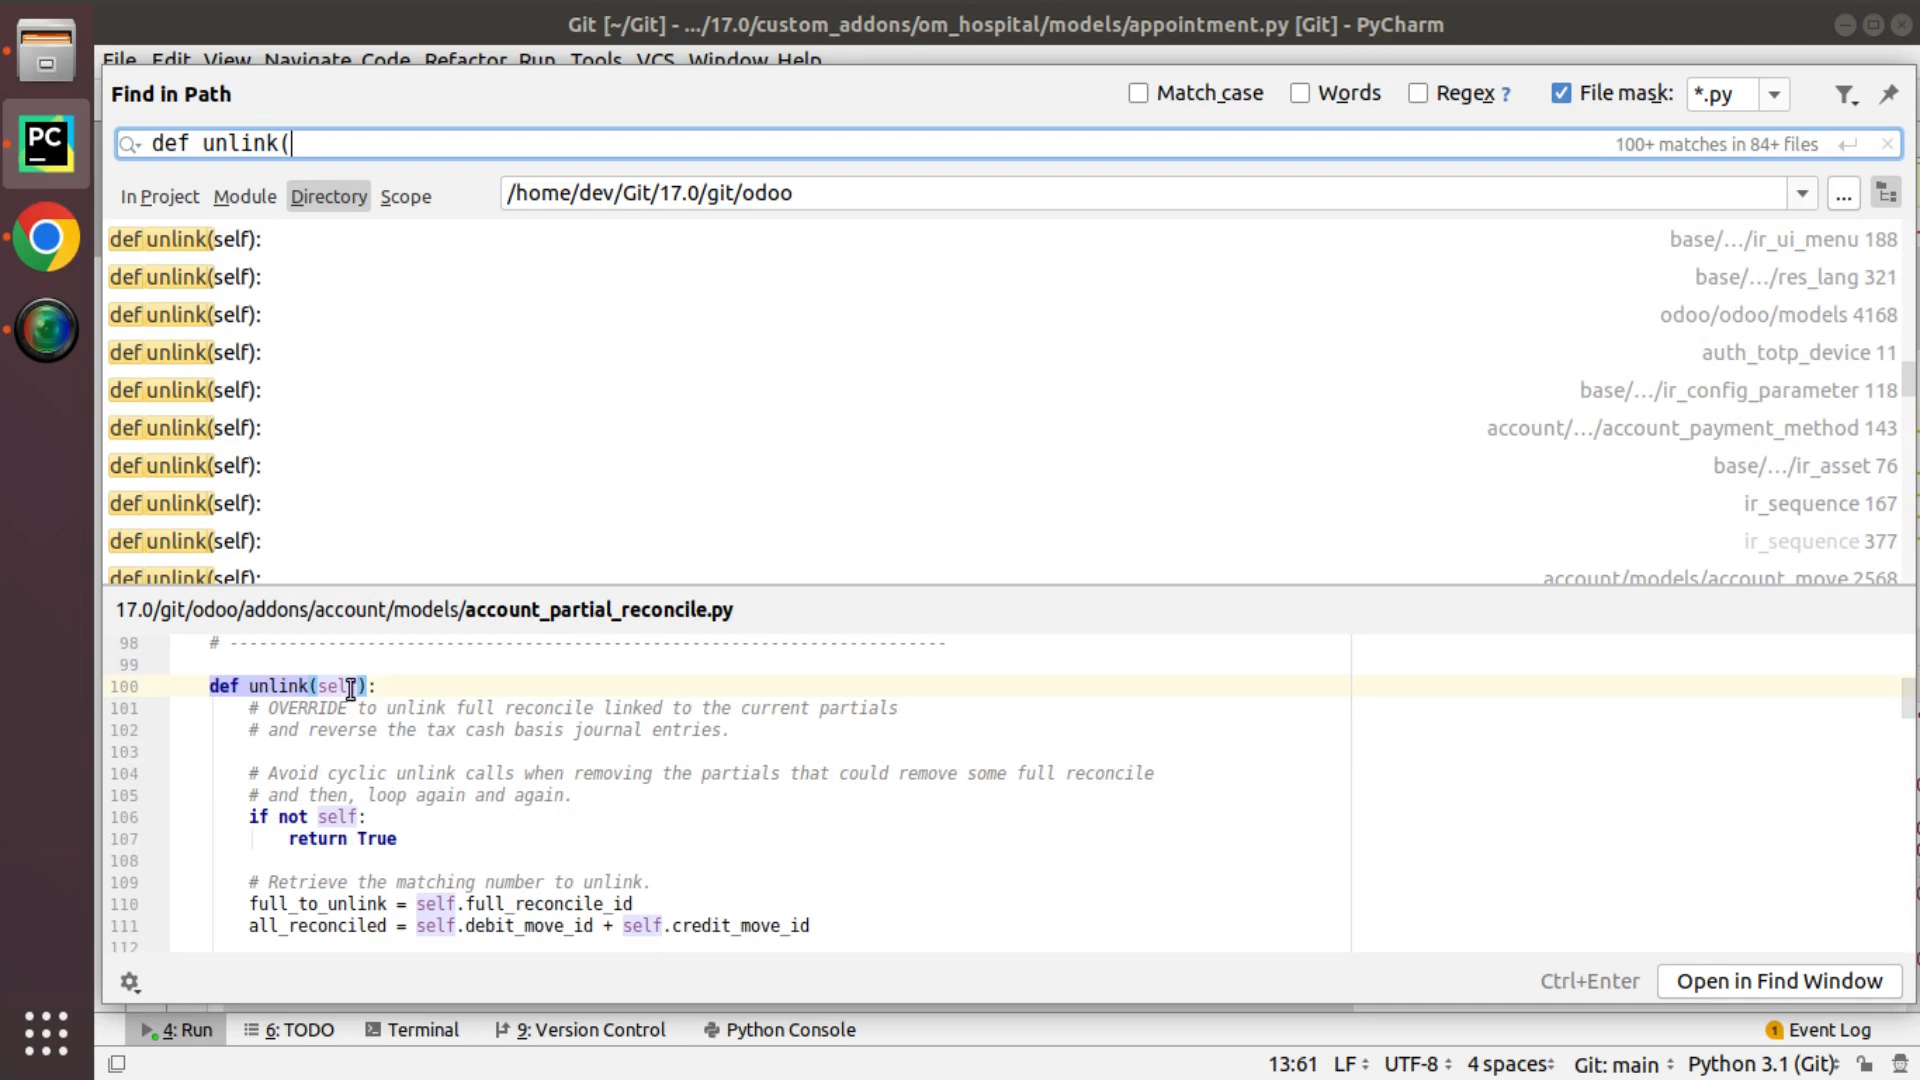 Git [~/Git] - .../17.0/custom_addons/om_hospital/models/appointment.py [Git] - PyCharm
File Edit View Navigate Code Refactor Run Tools VCS Window Help
Find in Path
Match case
Words
Regex ?
File mask:
*.py
def unlink(
100+ matches in 84+ files
In Project Module Directory Scope
/home/dev/Git/17.0/git/odoo
...
def unlink(self): base/…/ir_ui_menu 188
def unlink(self): base/…/res_lang 321
def unlink(self): odoo/odoo/models 4168
def unlink(self): auth_totp_device 11
def unlink(self): base/…/ir_config_parameter 118
def unlink(self): account/…/account_payment_method 143
def unlink(self): base/…/ir_asset 76
def unlink(self): ir_sequence 167
def unlink(self): ir_sequence 377
def unlink(self): account/models/account_move 2568
17.0/git/odoo/addons/account/models/account_partial_reconcile.py
98 # -------------------------------------------------------------------------
99
100 def unlink(self):
101 # OVERRIDE to unlink full reconcile linked to the current partials
102 # and reverse the tax cash basis journal entries.
103
104 # Avoid cyclic unlink calls when removing the partials that could remove some full reconcile
105 # and then, loop again and again.
106 if not self:
107 return True
108
109 # Retrieve the matching number to unlink.
110 full_to_unlink = self.full_reconcile_id
111 all_reconciled = self.debit_move_id + self.credit_move_id
112
Ctrl+Enter
Open in Find Window
4: Run
6: TODO
Terminal
9: Version Control
Python Console
1 Event Log
13:61 LF UTF-8 4 spaces Git: main Python 3.1 (Git)
PC